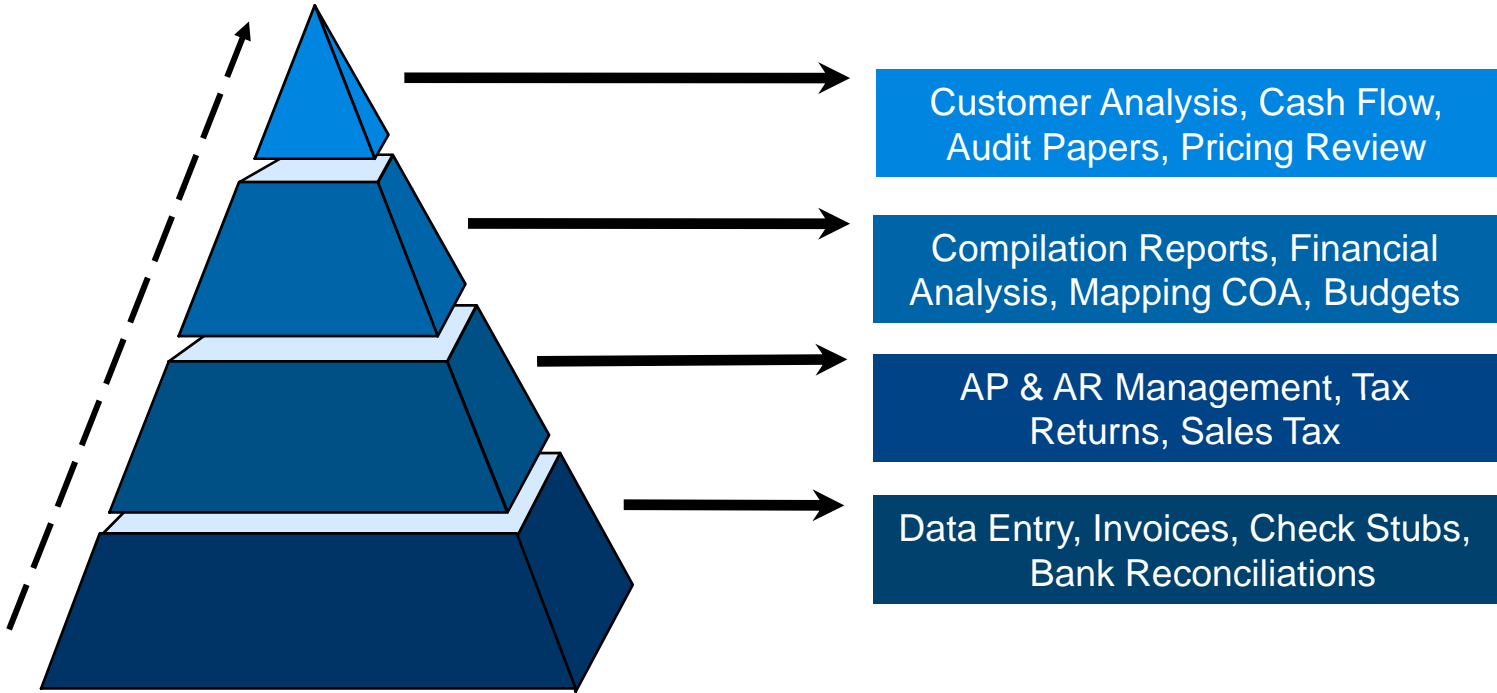 Customer Analysis, Cash Flow,
Audit Papers, Pricing Review
Compilation Reports, Financial
Analysis, Mapping COA, Budgets
AP & AR Management, Tax
Returns, Sales Tax
Data Entry, Invoices, Check Stubs,
Bank Reconciliations